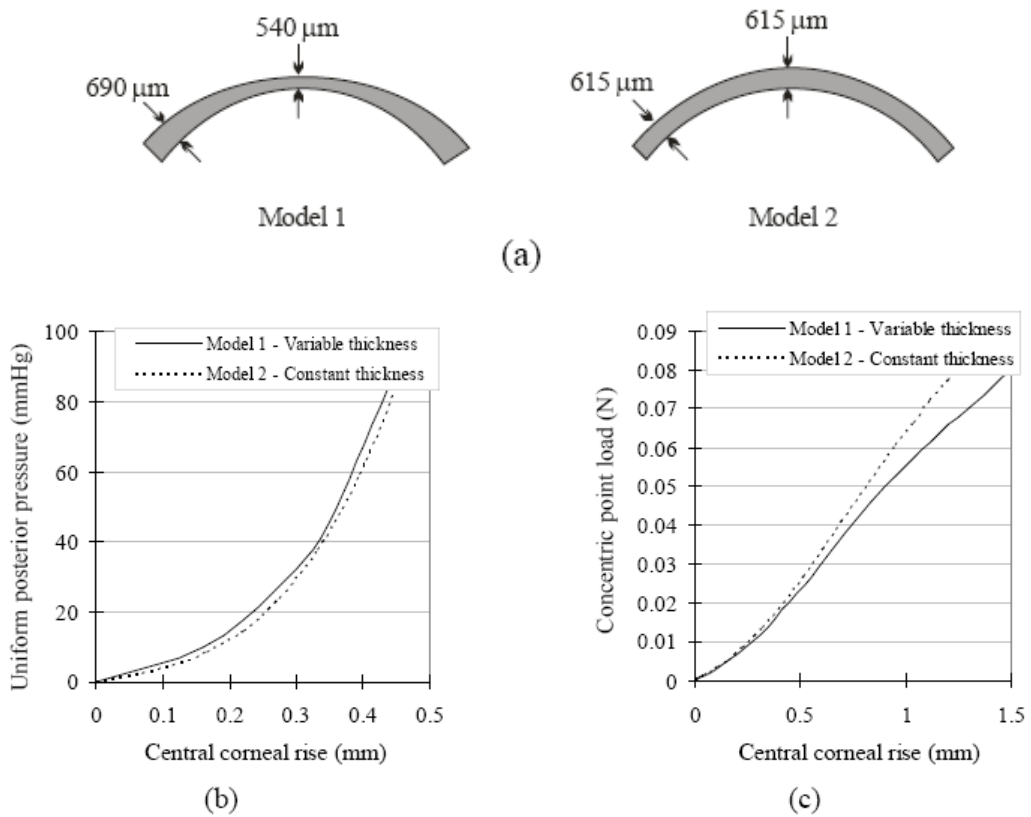 540 μm
690 μm
Model 1
615 μm
615 μm
Model 2
(a)
Uniform posterior pressure (mmHg)
100
80
60
40
20
0
Model 1 - Variable thickness
Model 2 - Constant thickness
0 0.1 0.2 0.3 0.4 0.5
Central corneal rise (mm)
(b)
Concentric point load (N)
0.09
0.08
0.07
0.06
0.05
0.04
0.03
0.02
0.01
0
Model 1 - Variable thickness
Model 2 - Constant thickness
0 0.5 1 1.5
Central corneal rise (mm)
(c)